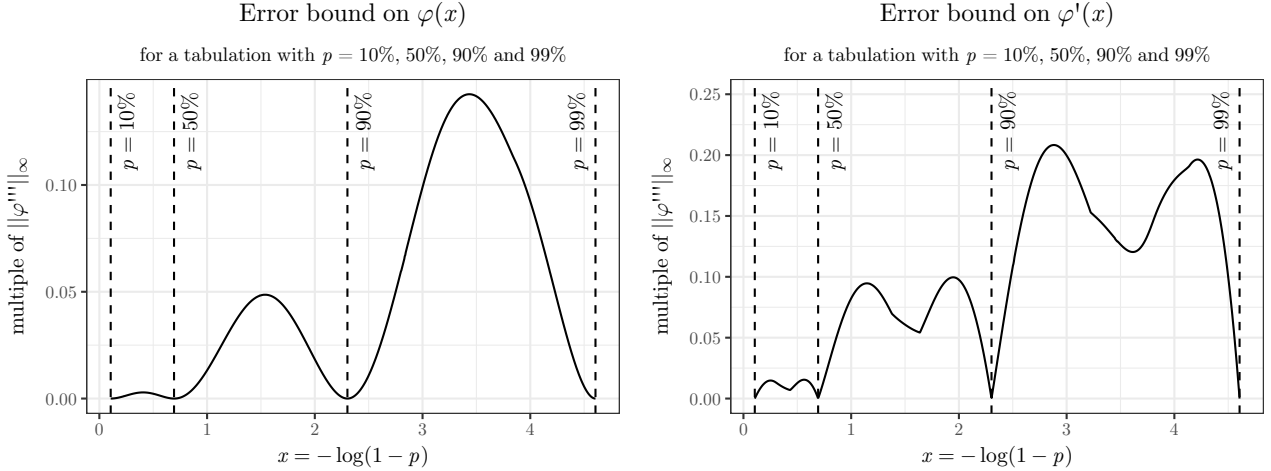 Error bound on φ(x)
for a tabulation with p = 10%, 50%, 90% and 99%
multiple of ||φ'''||∞
0.10
0.05
0.00
p = 10%
p = 50%
p = 90%
p = 99%
0 1 2 3 4
x = − log(1 − p)
Error bound on φ'(x)
for a tabulation with p = 10%, 50%, 90% and 99%
multiple of ||φ'''||∞
0.25
0.20
0.15
0.10
0.05
0.00
p = 10%
p = 50%
p = 90%
p = 99%
0 1 2 3 4
x = − log(1 − p)